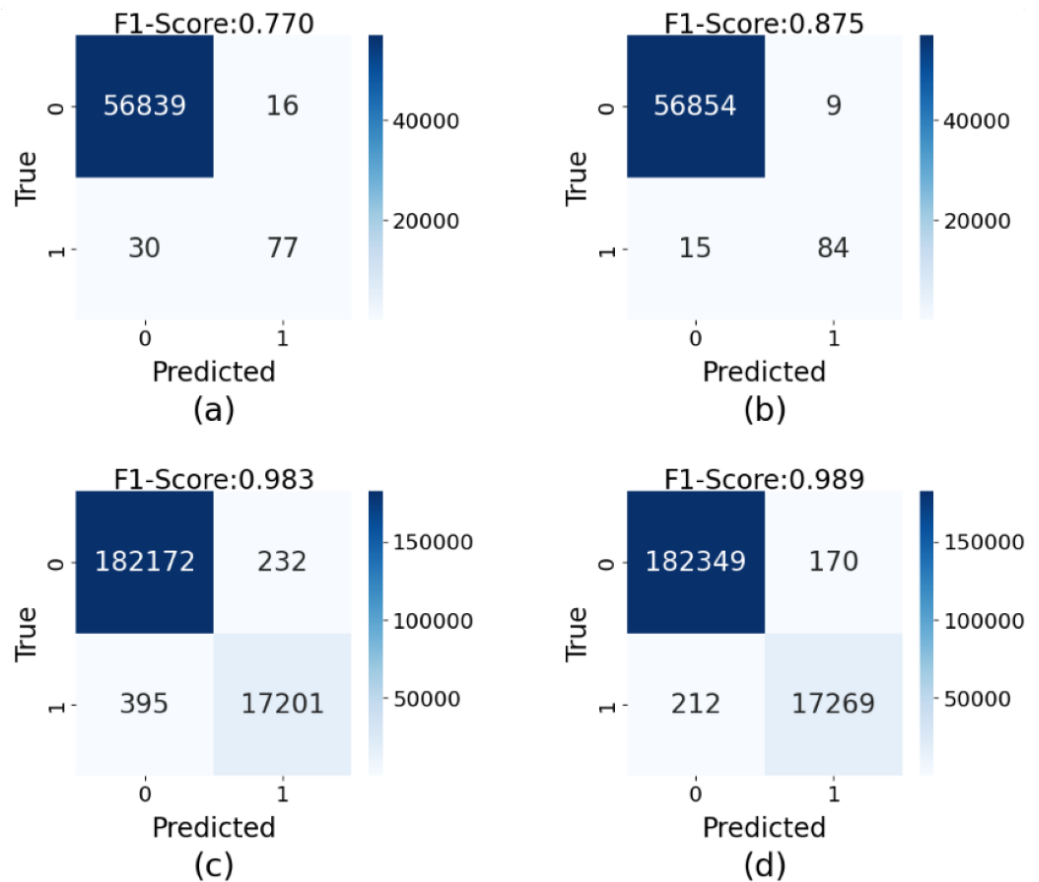 F1-Score:0.770
0
56839
16
40000
True
20000
1
30
77
0
1
Predicted
(a)
F1-Score:0.875
0
56854
9
40000
True
20000
1
15
84
0
1
Predicted
(b)
F1-Score:0.983
150000
0
182172
232
True
100000
1
395
17201
50000
0
1
Predicted
(c)
F1-Score:0.989
150000
0
182349
170
True
100000
1
212
17269
50000
0
1
Predicted
(d)